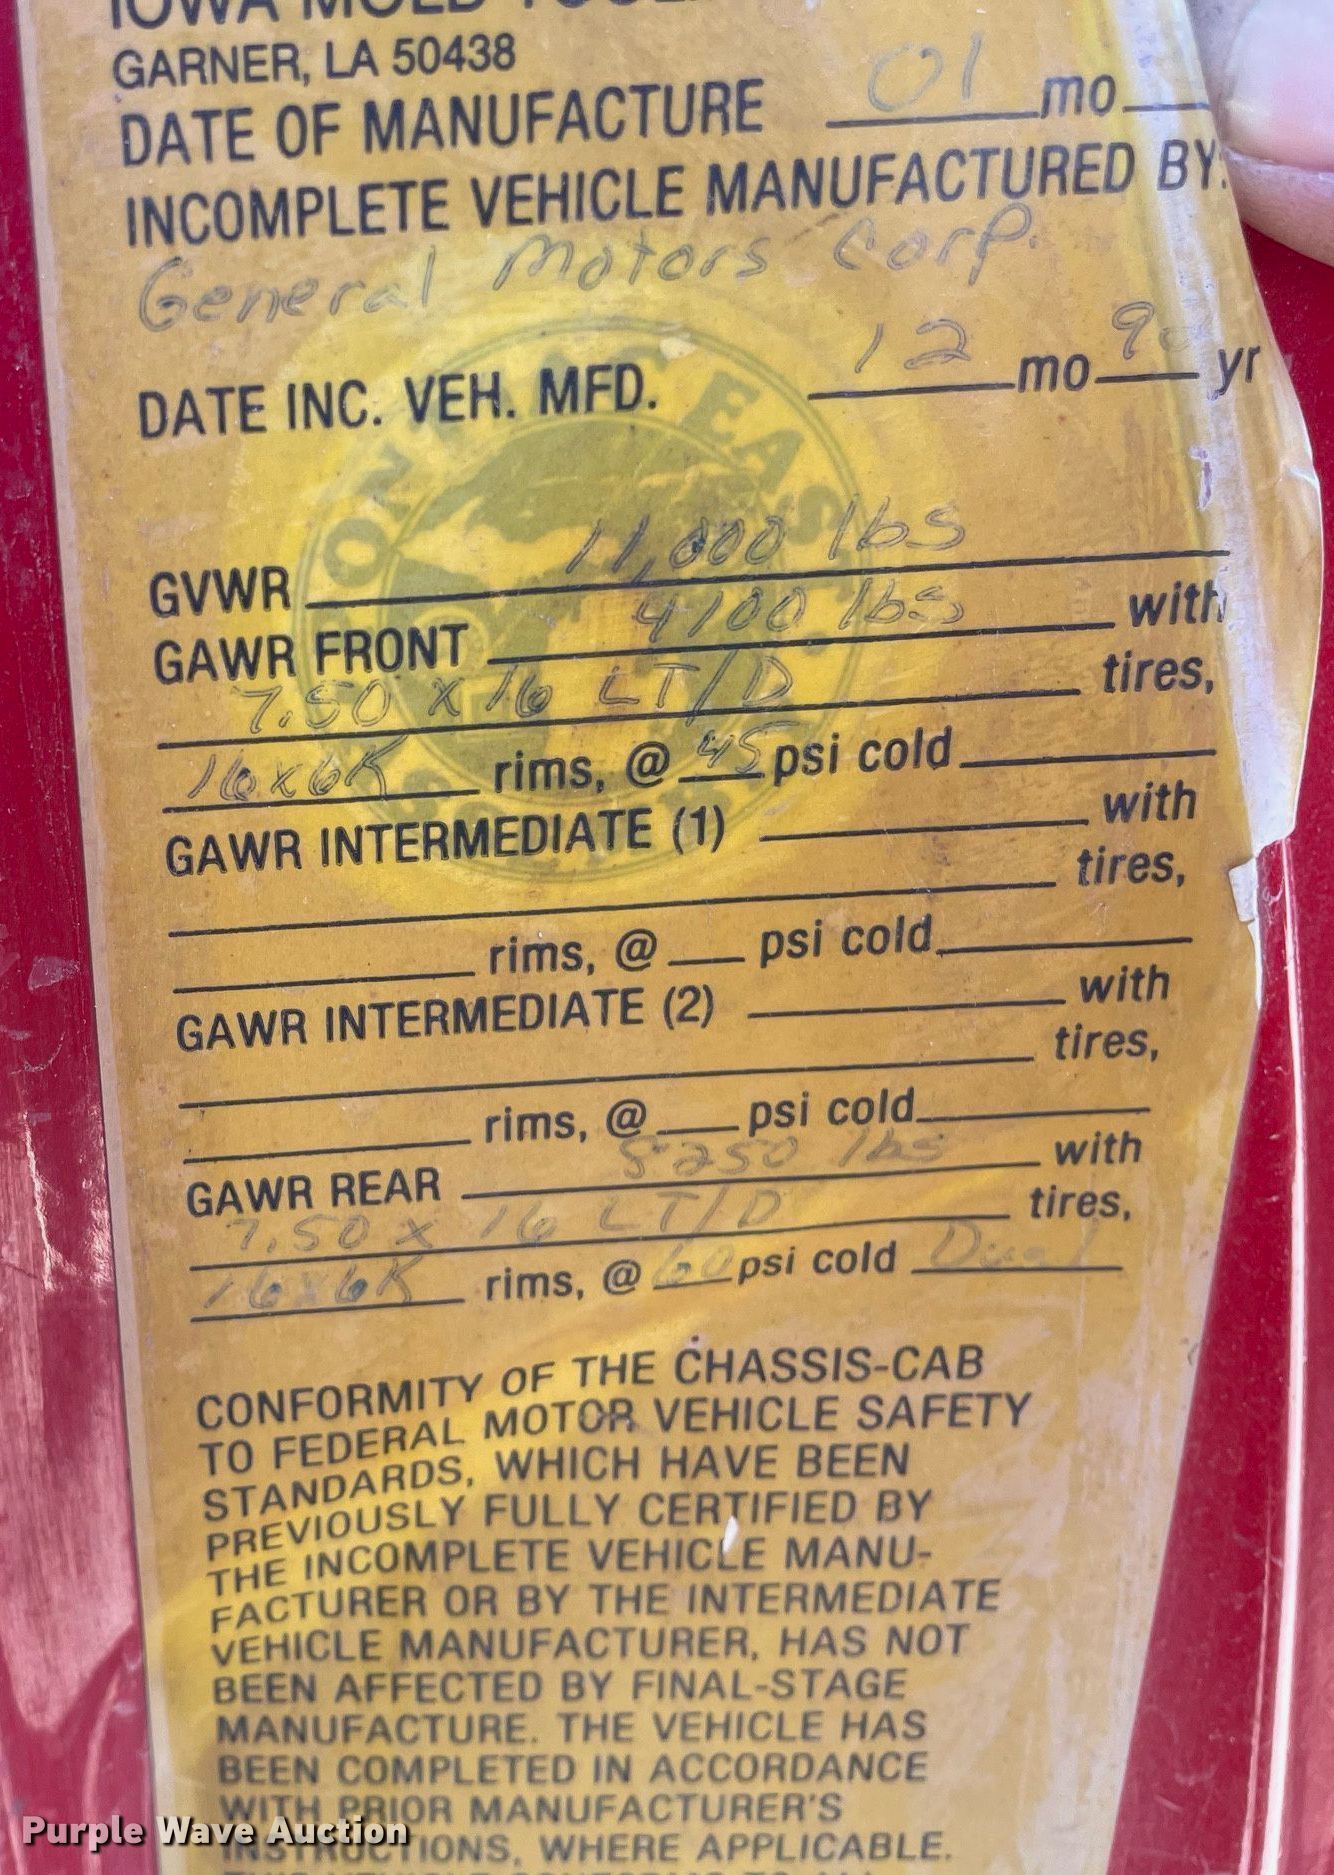 IOWA MOLD
GARNER, LA 50438
DATE OF MANUFACTURE 01 mo
INCOMPLETE VEHICLE MANUFACTURED BY:
General Motors Corp.
DATE INC. VEH. MFD. 12 mo 90 yr
GVWR 11,000 lbs
GAWR FRONT 4100 lbs with
7.50 x 16 LT/D tires,
16x6K rims, @ 45 psi cold
GAWR INTERMEDIATE (1) with
tires,
rims, @ psi cold
GAWR INTERMEDIATE (2) with
tires,
rims, @ psi cold
GAWR REAR 8250 lbs with
7.50 x 16 LT/D tires,
16x6K rims, @ 60 psi cold Dual
CONFORMITY OF THE CHASSIS-CAB
TO FEDERAL MOTOR VEHICLE SAFETY
STANDARDS, WHICH HAVE BEEN
PREVIOUSLY FULLY CERTIFIED BY
THE INCOMPLETE VEHICLE MANU-
FACTURER OR BY THE INTERMEDIATE
VEHICLE MANUFACTURER, HAS NOT
BEEN AFFECTED BY FINAL-STAGE
MANUFACTURE. THE VEHICLE HAS
BEEN COMPLETED IN ACCORDANCE
WITH PRIOR MANUFACTURER'S
INSTRUCTIONS, WHERE APPLICABLE.
Purple Wave Auction